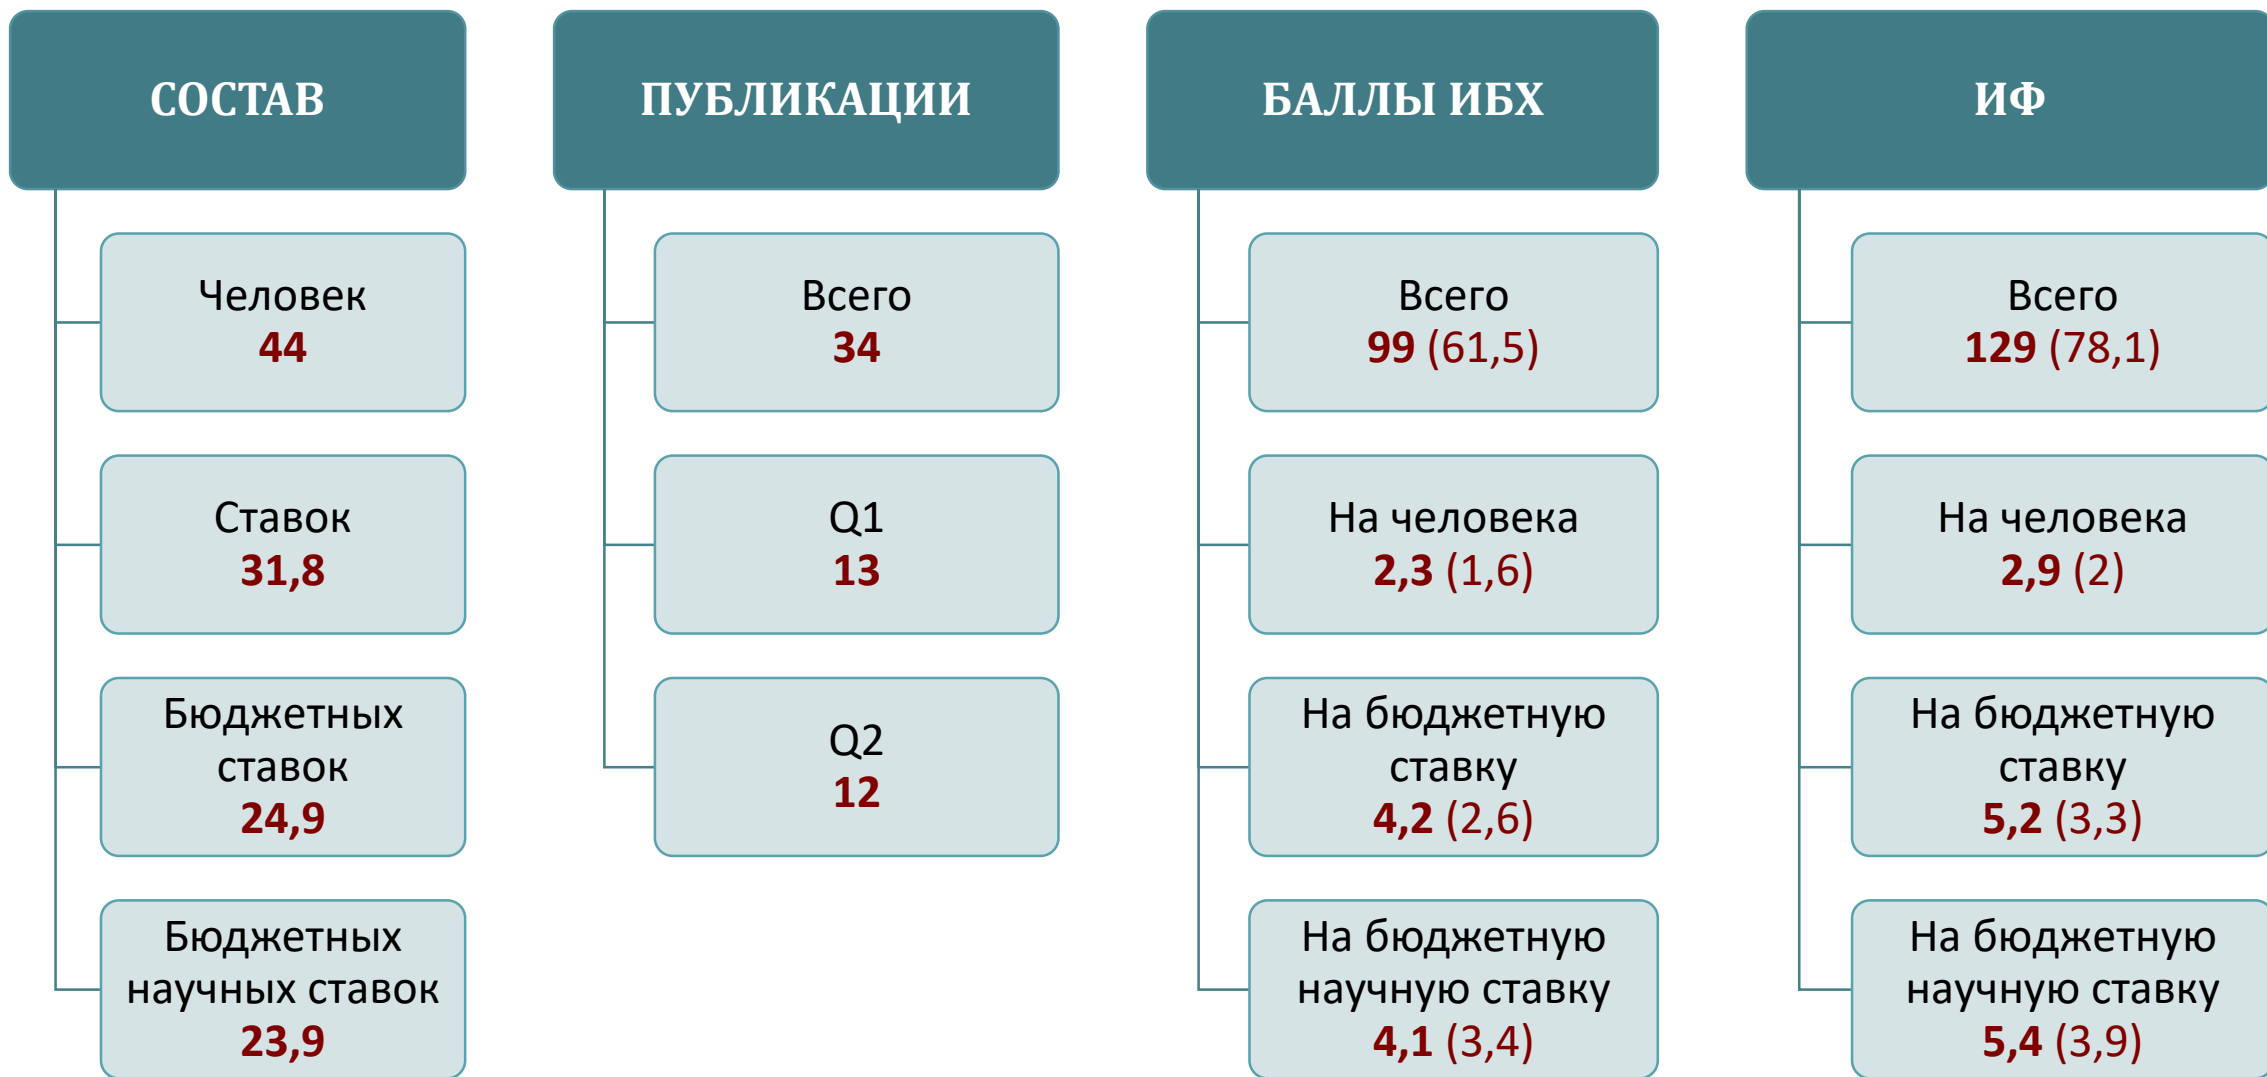 СОСТАВ
Человек
44
Ставок
31,8
Бюджетных
ставок
24,9
Бюджетных
научных ставок
23,9
ПУБЛИКАЦИИ
Всего
34
Q1
13
Q2
12
БАЛЛЫ ИБХ
Всего
99 (61,5)
На человека
2,3 (1,6)
На бюджетную
ставку
4,2 (2,6)
На бюджетную
научную ставку
4,1 (3,4)
ИФ
Всего
129 (78,1)
На человека
2,9 (2)
На бюджетную
ставку
5,2 (3,3)
На бюджетную
научную ставку
5,4 (3,9)